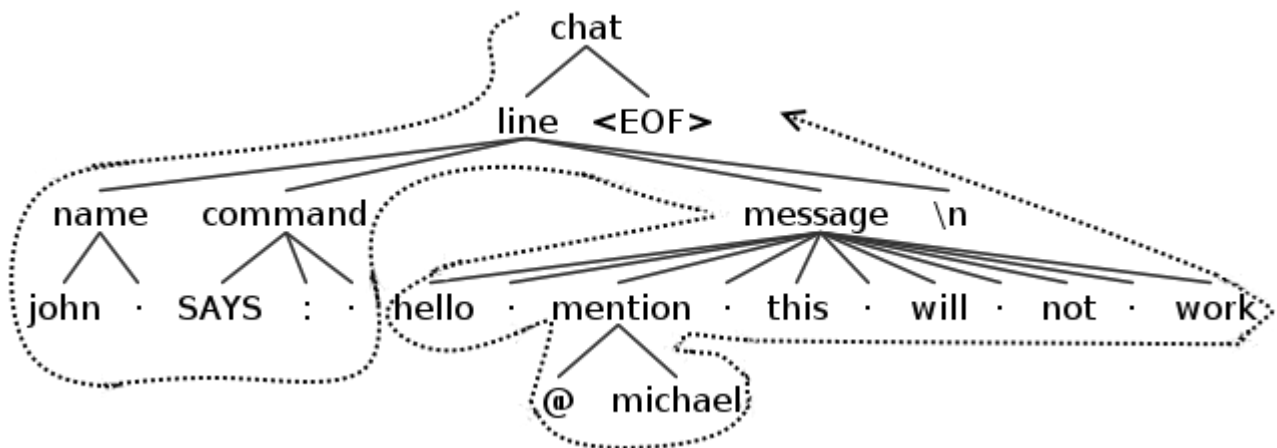 chat
line <EOF>
name command message \n
john · SAYS : · hello · mention · this · will · not · work
@ michael